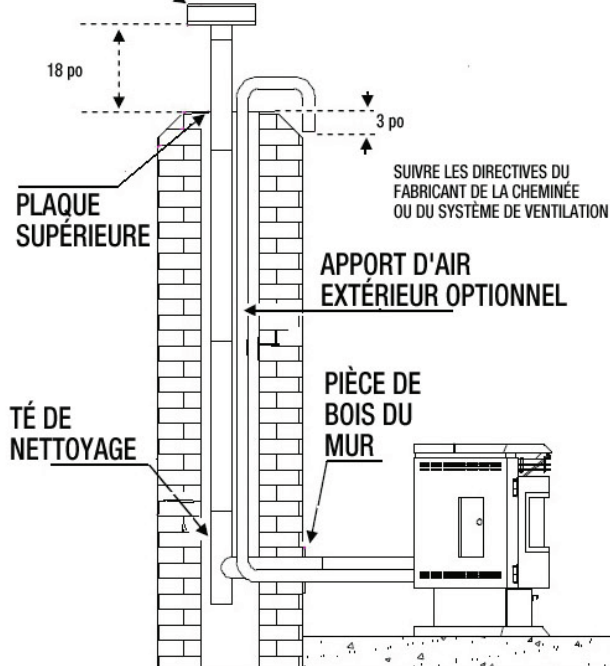 18 po
3 po
SUIVRE LES DIRECTIVES DU
FABRICANT DE LA CHEMINÉE
OU DU SYSTÈME DE VENTILATION
PLAQUE
SUPÉRIEURE
APPORT D'AIR
EXTÉRIEUR OPTIONNEL
PIÈCE DE
BOIS DU
MUR
TÉ DE
NETTOYAGE